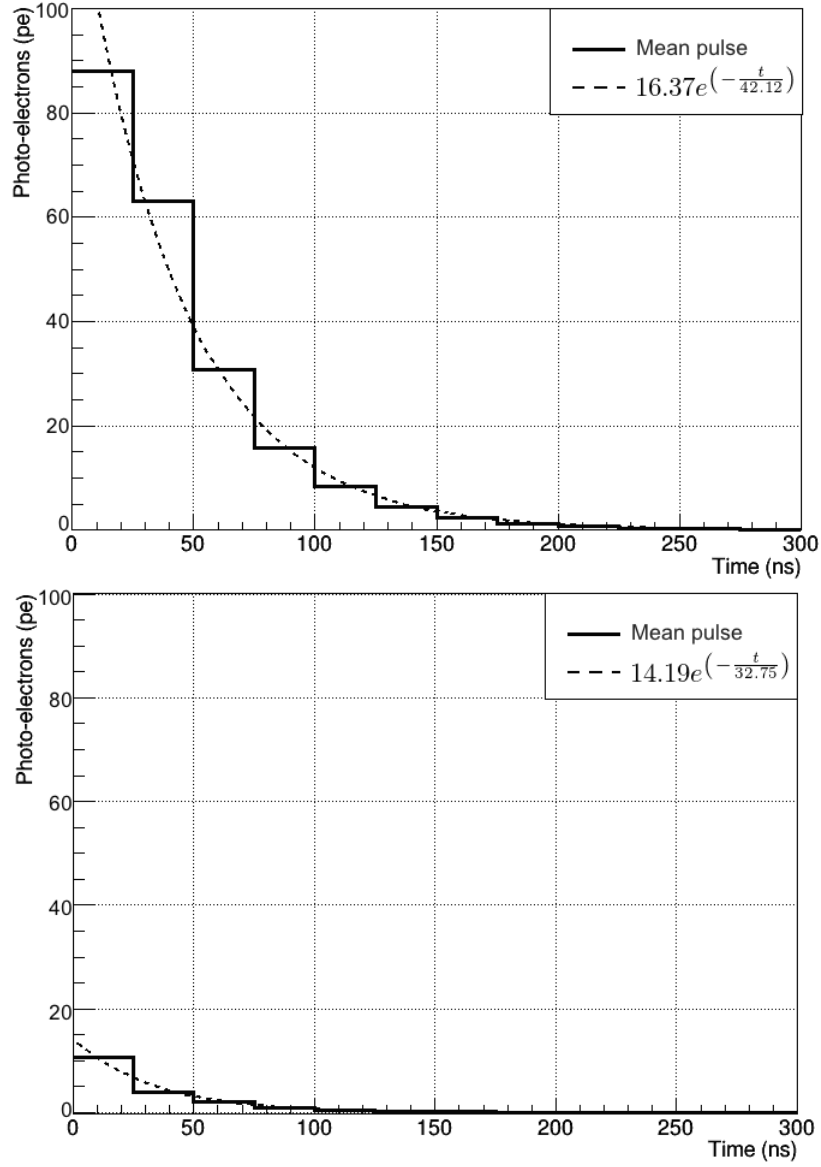 Photo-electrons (pe)
100
80
60
40
20
0
Mean pulse
16.37e^(-t/42.12)
0 50 100 150 200 250 300
Time (ns)
Photo-electrons (pe)
100
80
60
40
20
0
Mean pulse
14.19e^(-t/32.75)
0 50 100 150 200 250 300
Time (ns)